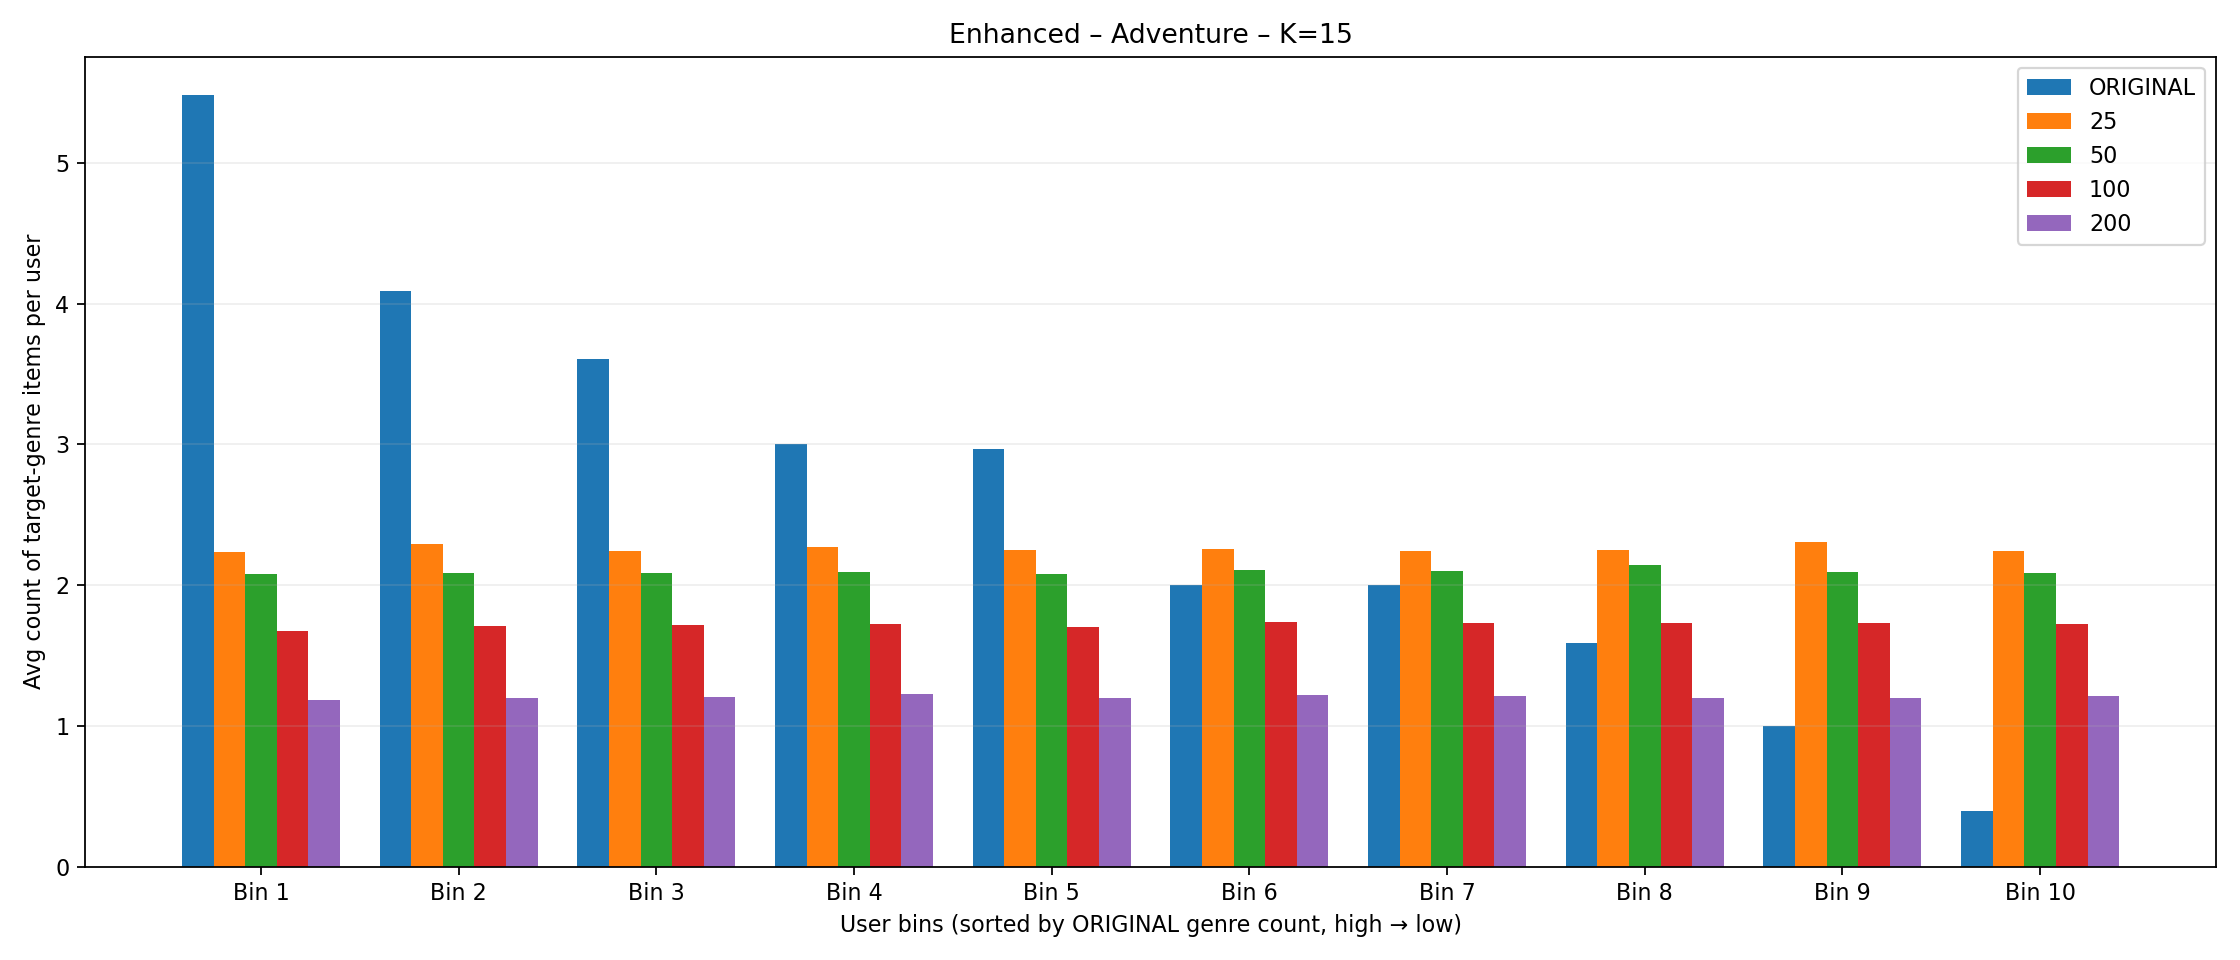 Enhanced – Adventure – K=15
ORIGINAL
25
50
100
200
Avg count of target-genre items per user
5
4
3
2
1
0
Bin 1 Bin 2 Bin 3 Bin 4 Bin 5 Bin 6 Bin 7 Bin 8 Bin 9 Bin 10
User bins (sorted by ORIGINAL genre count, high → low)